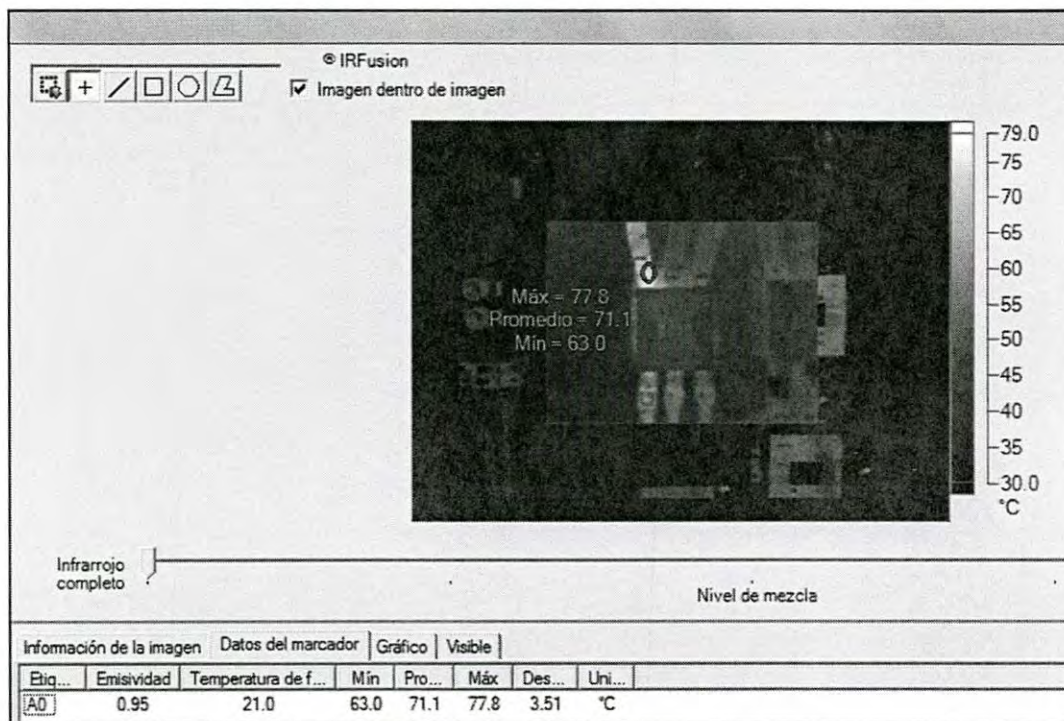 ® IRFusion
Imagen dentro de imagen
79.0
75
70
65
60
55
50
45
40
35
30.0
°C
Máx = 77.8
Promedio = 71.1
Mín = 63.0
Infrarrojo
completo
Nivel de mezcla
Información de la imagen Datos del marcador Gráfico Visible
Etiq... Emisividad Temperatura de f... Mín Pro... Máx Des... Uni...
A0 0.95 21.0 63.0 71.1 77.8 3.51 °C